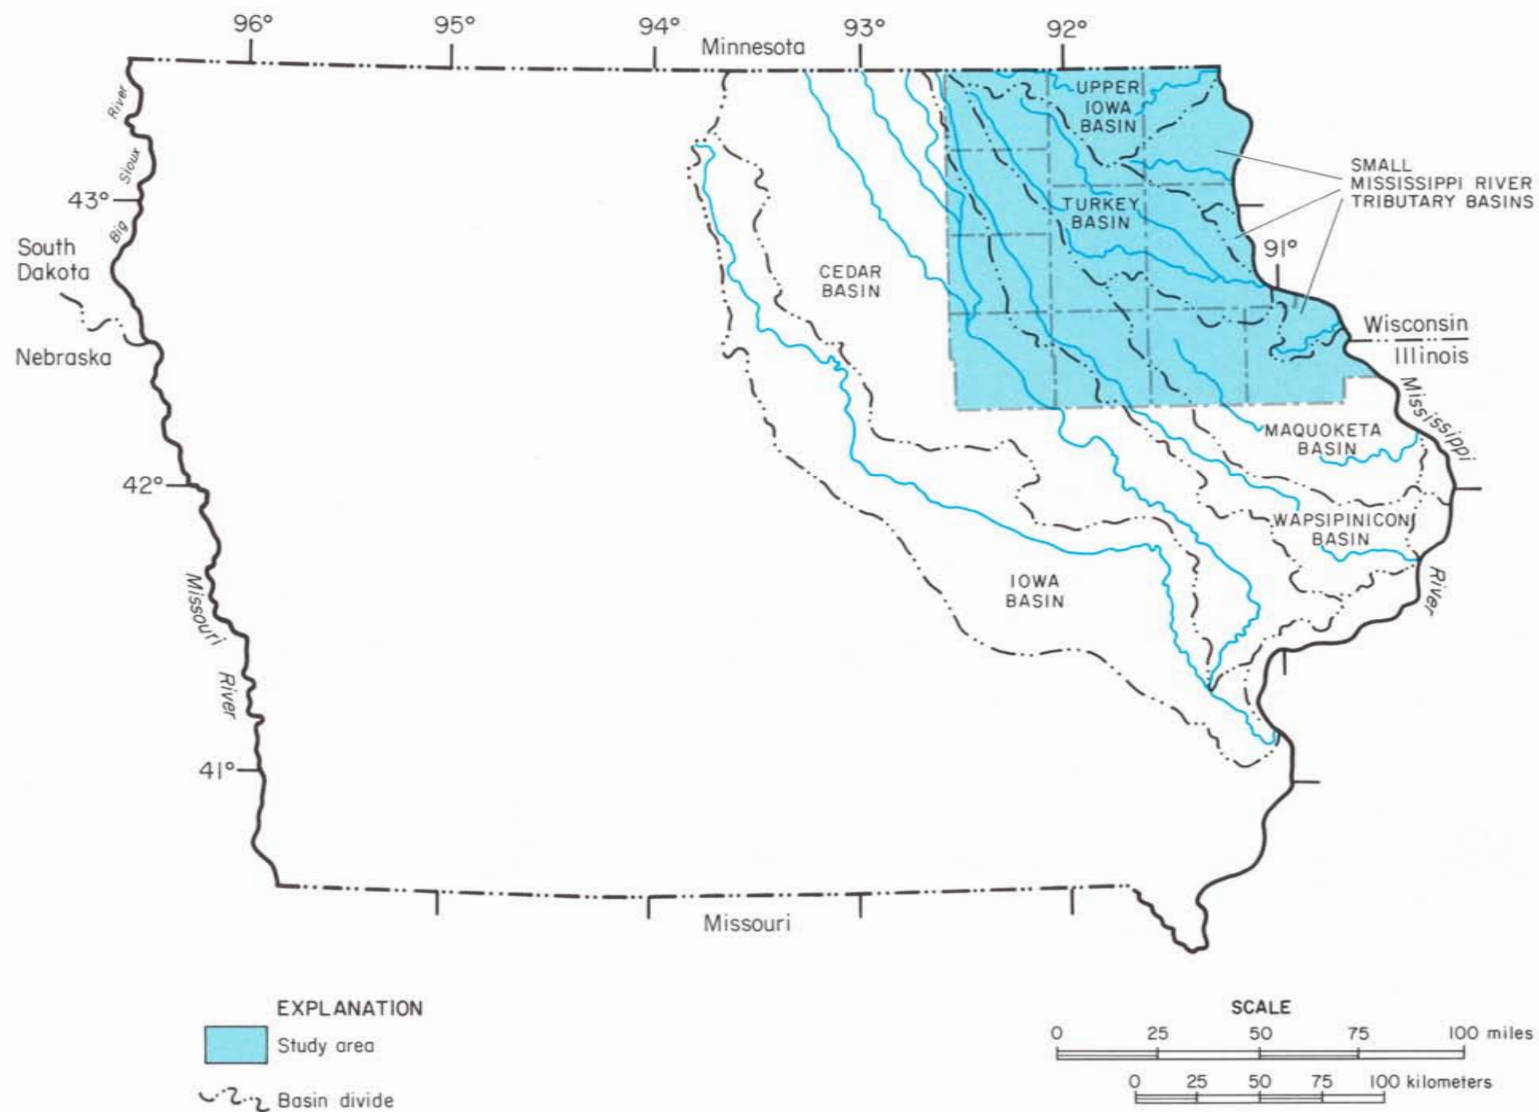 96°
95°
94°
93°
92°
Minnesota
UPPER
IOWA
BASIN
River
Sioux
Big
43°
SMALL
MISSISSIPPI RIVER
TRIBUTARY BASINS
TURKEY
BASIN
South
Dakota
91°
CEDAR
BASIN
Nebraska
Wisconsin
Illinois
Mississippi
River
MAQUOKETA
BASIN
42°
WAPSIPINICON
BASIN
IOWA
BASIN
Missouri
River
41°
Missouri
EXPLANATION
Study area
Basin divide
SCALE
0 25 50 75 100 miles
0 25 50 75 100 kilometers